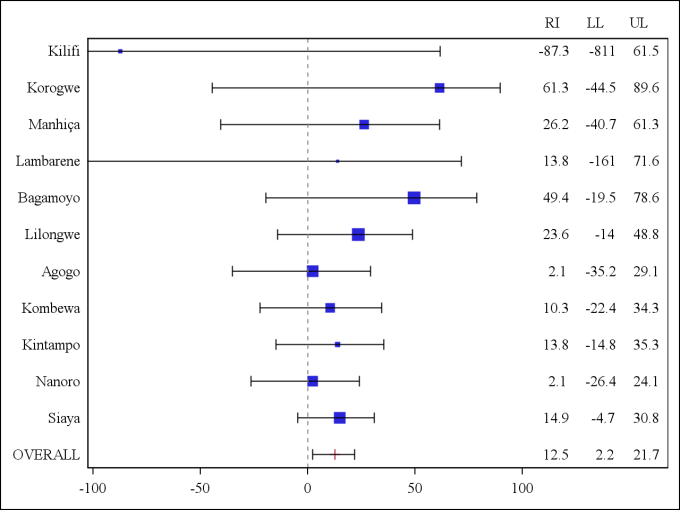 RI LL UL
Kilifi -87.3 -811 61.5
Korogwe 61.3 -44.5 89.6
Manhiça 26.2 -40.7 61.3
Lambarene 13.8 -161 71.6
Bagamoyo 49.4 -19.5 78.6
Lilongwe 23.6 -14 48.8
Agogo 2.1 -35.2 29.1
Kombewa 10.3 -22.4 34.3
Kintampo 13.8 -14.8 35.3
Nanoro 2.1 -26.4 24.1
Siaya 14.9 -4.7 30.8
OVERALL 12.5 2.2 21.7
-100 -50 0 50 100